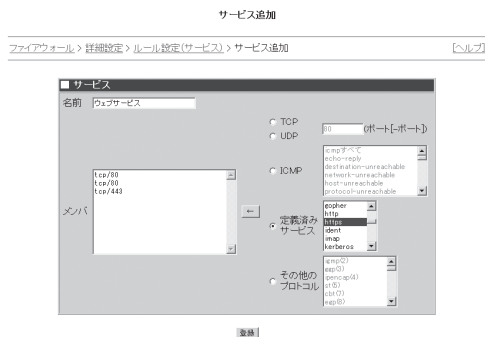 サービス追加
ファイアウォール > 詳細設定 > ルール設定(サービス) > サービス追加
[ヘルプ]
■ サービス
名前
ウェブサービス
TCP
UDP
80
(ポート[-ポート])
ICMP
icmpすべて
echo-reply
destination-unreachable
network-unreachable
host-unreachable
protocol-unreachable
メンバ
tcp/80
tcp/80
tcp/443
←
定義済み
サービス
gopher
http
https
ident
imap
kerberos
その他の
プロトコル
igmp(2)
ggp(3)
ipencap(4)
st(5)
cbt(7)
egp(8)
登録